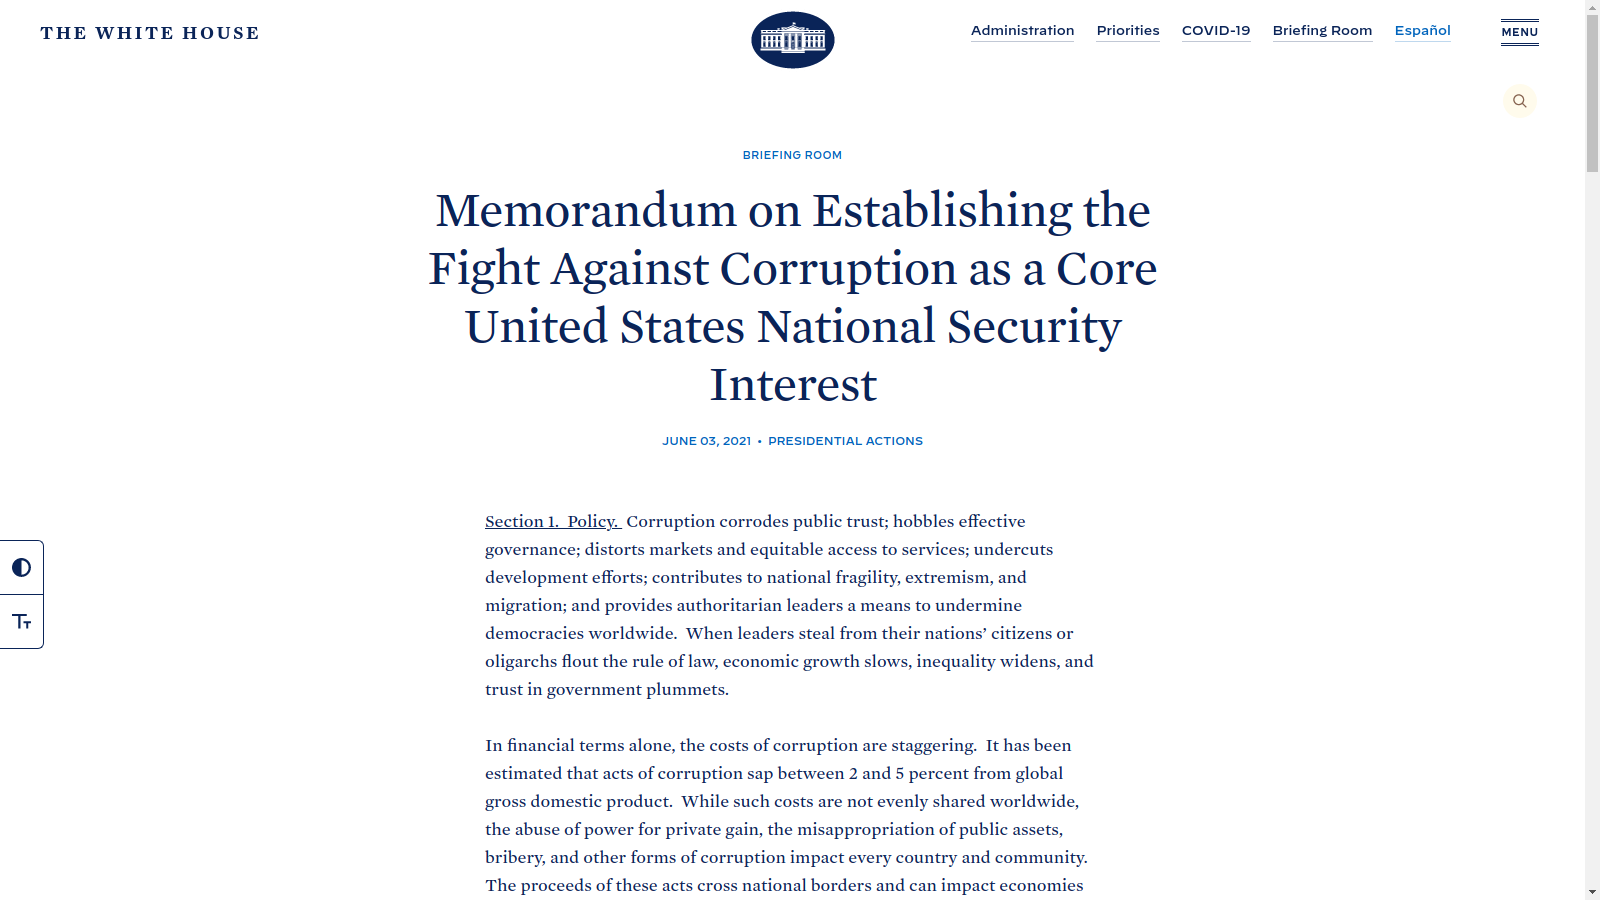 THE WHITE HOUSE
Administration
Priorities
COVID-19
Briefing Room
Español
MENU
BRIEFING ROOM
Memorandum on Establishing the
Fight Against Corruption as a Core
United States National Security
Interest
JUNE 03, 2021 • PRESIDENTIAL ACTIONS
Section 1.  Policy.  Corruption corrodes public trust; hobbles effective
governance; distorts markets and equitable access to services; undercuts
development efforts; contributes to national fragility, extremism, and
migration; and provides authoritarian leaders a means to undermine
democracies worldwide.  When leaders steal from their nations’ citizens or
oligarchs flout the rule of law, economic growth slows, inequality widens, and
trust in government plummets.
In financial terms alone, the costs of corruption are staggering.  It has been
estimated that acts of corruption sap between 2 and 5 percent from global
gross domestic product.  While such costs are not evenly shared worldwide,
the abuse of power for private gain, the misappropriation of public assets,
bribery, and other forms of corruption impact every country and community.
The proceeds of these acts cross national borders and can impact economies
Tт